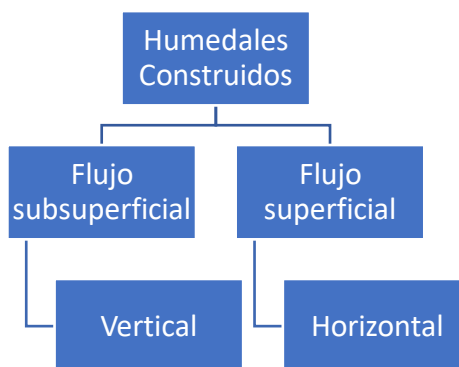 Humedales
Construidos
Flujo
subsuperficial
Flujo
superficial
Vertical
Horizontal